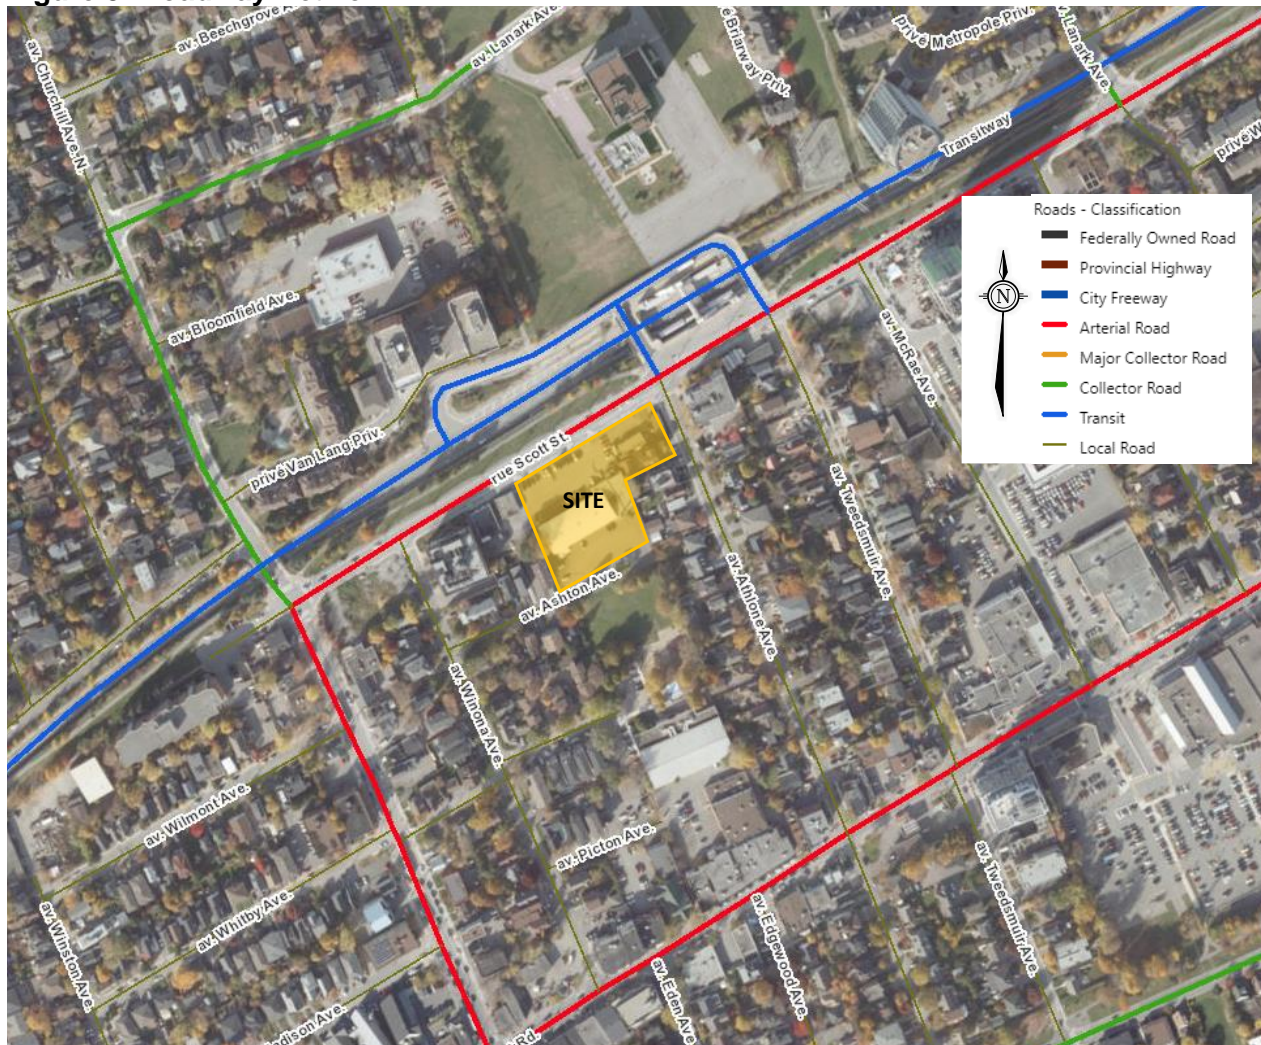 av. Beechgrove A
av. Lanark Ave.
é Briarway Priv.
privé Metropole Priv.
v. Lanark Ave.
av. Churchill Ave. N.
Transitway
privé W
Roads - Classification
Federally Owned Road
Provincial Highway
City Freeway
Arterial Road
Major Collector Road
Collector Road
Transit
Local Road
N
av. Bloomfield Ave.
av. McRae Ave.
privé Van Lang Priv.
rue Scott St.
SITE
av. Tweedsmuir Ave.
av. Ashton Ave.
av. Athlone Ave.
av. Winona Ave.
av. Wilmont Ave.
av. Picton Ave.
av. Whitby Ave.
av. Winston Ave.
av. Tweedsmuir Ave.
av. Edgewood Ave.
av. Eden Ave
adison Ave.
Rd.